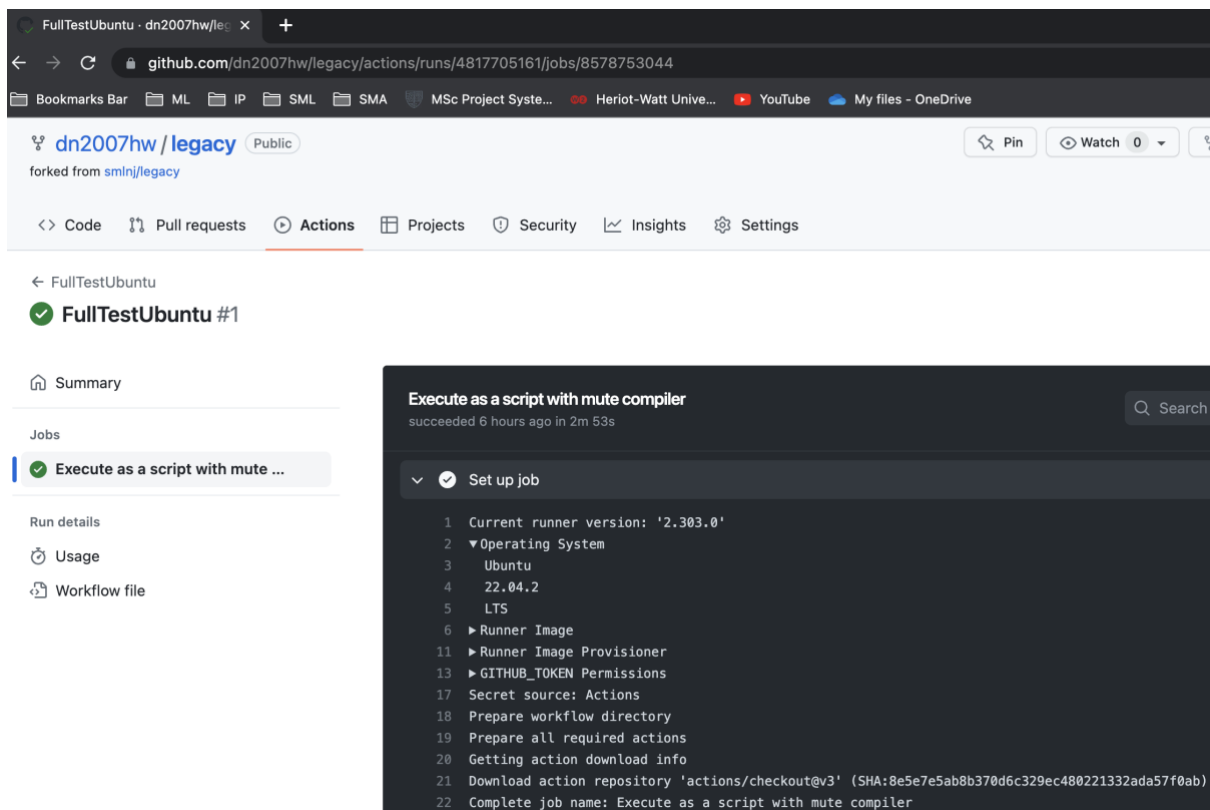 FullTestUbuntu · dn2007hw/leg
github.com/dn2007hw/legacy/actions/runs/4817705161/jobs/8578753044
Bookmarks Bar ML IP SML SMA MSc Project Syste... Heriot-Watt Unive... YouTube My files - OneDrive
dn2007hw / legacy Public Pin Watch 0
forked from smlnj/legacy
Code Pull requests Actions Projects Security Insights Settings
FullTestUbuntu
FullTestUbuntu #1
Summary
Jobs
Execute as a script with mute ...
Run details
Usage
Workflow file
Execute as a script with mute compiler
succeeded 6 hours ago in 2m 53s
Search
Set up job
1 Current runner version: '2.303.0'
2 ▼Operating System
3 Ubuntu
4 22.04.2
5 LTS
6 ▶Runner Image
11 ▶Runner Image Provisioner
13 ▶GITHUB_TOKEN Permissions
17 Secret source: Actions
18 Prepare workflow directory
19 Prepare all required actions
20 Getting action download info
21 Download action repository 'actions/checkout@v3' (SHA:8e5e7e5ab8b370d6c329ec480221332ada57f0ab)
22 Complete job name: Execute as a script with mute compiler